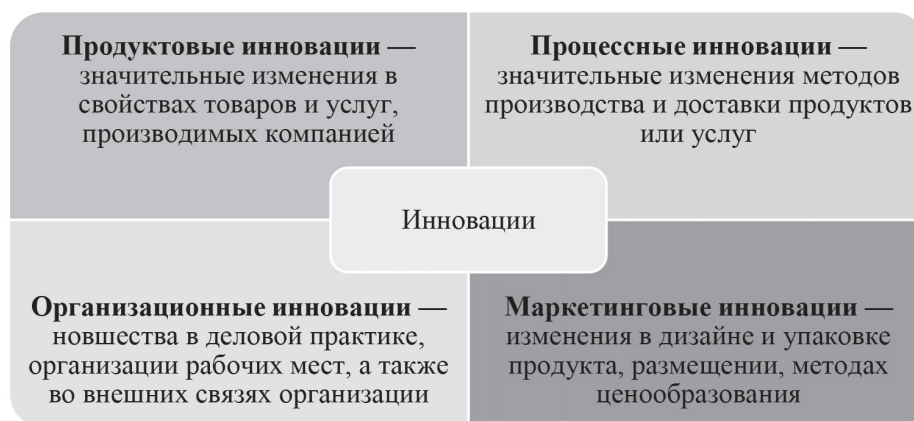 Продуктовые инновации —
значительные изменения в
свойствах товаров и услуг,
производимых компанией
Процессные инновации —
значительные изменения методов
производства и доставки продуктов
или услуг
Инновации
Организационные инновации —
новшества в деловой практике,
организации рабочих мест, а также
во внешних связях организации
Маркетинговые инновации —
изменения в дизайне и упаковке
продукта, размещении, методах
ценообразования